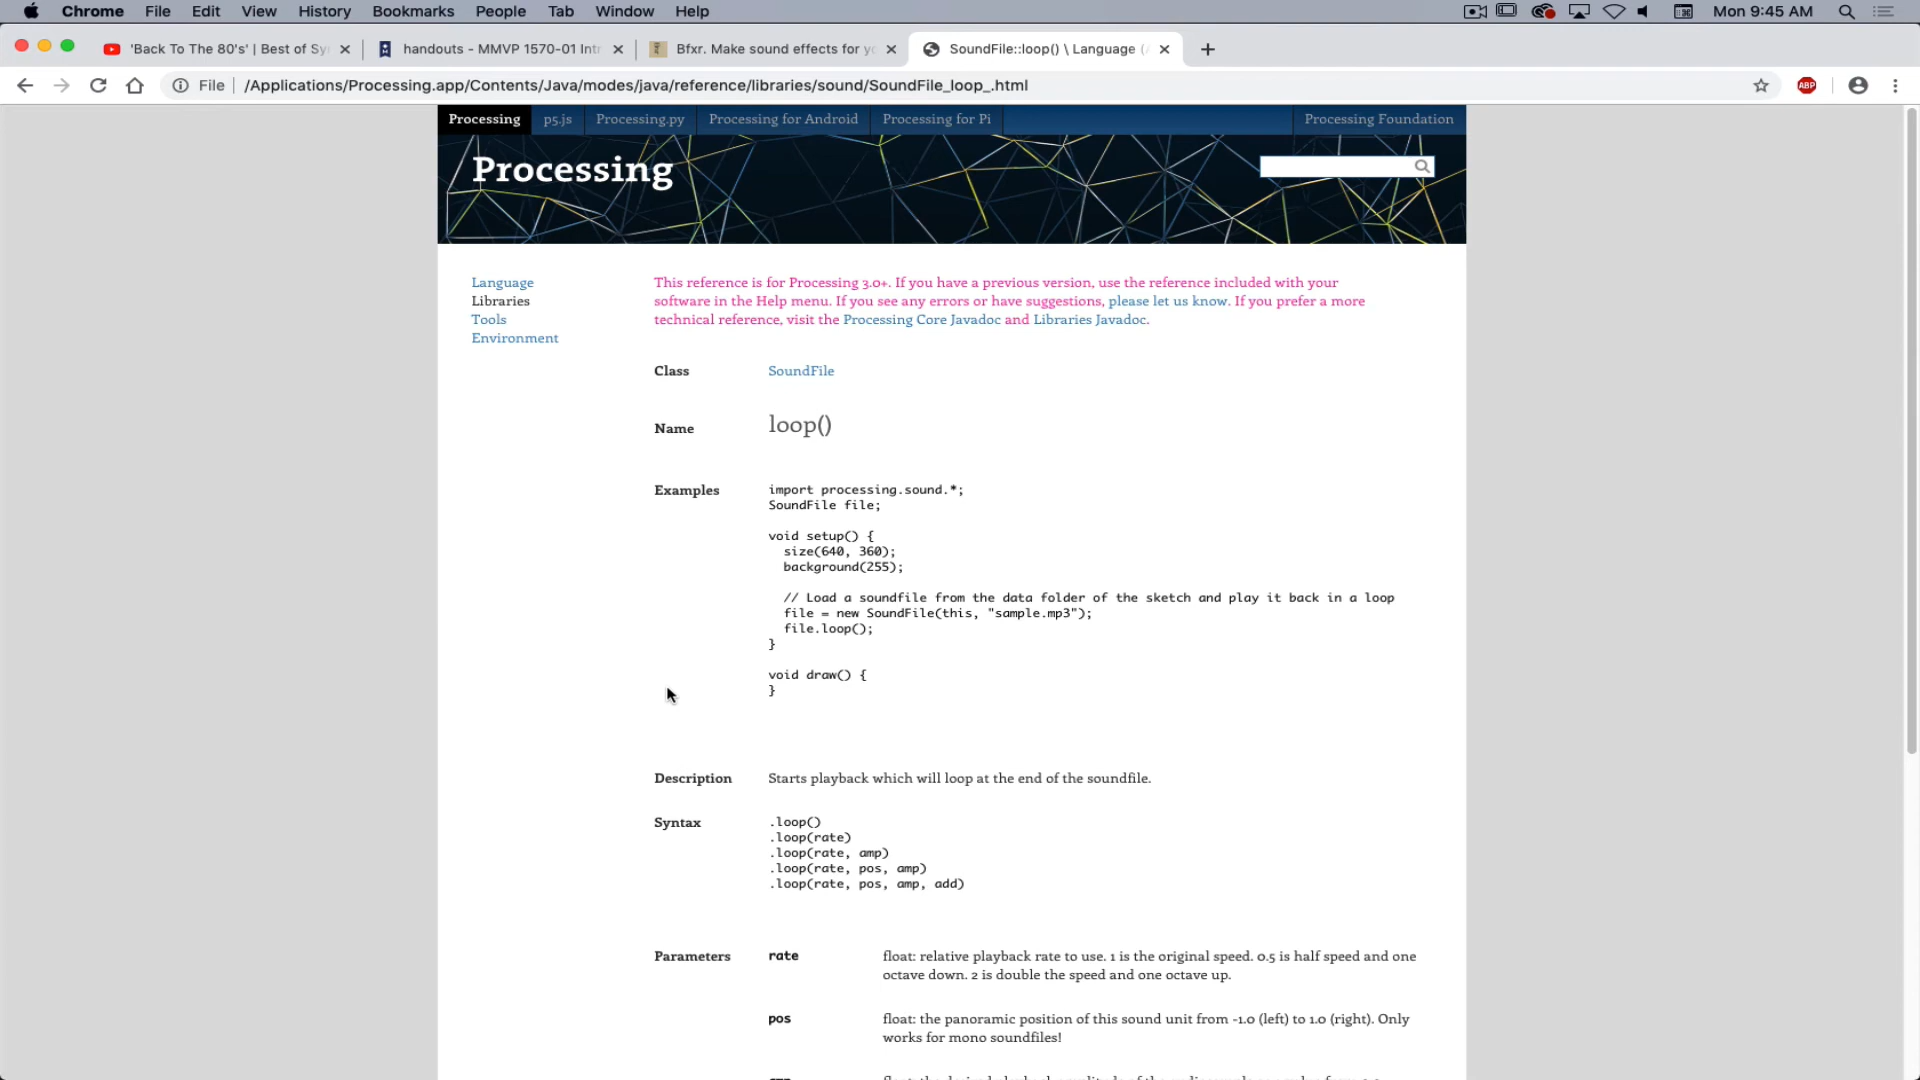 Chrome File Edit View History Bookmarks People Tab Window Help Mon 9:45 AM
'Back To The 80's' | Best of Sy
handouts - MMVP 1570-01 Intr
Bfxr. Make sound effects for yo
SoundFile::loop() \ Language (
File /Applications/Processing.app/Contents/Java/modes/java/reference/libraries/sound/SoundFile_loop_.html
ABP
Processing p5.js Processing.py Processing for Android Processing for Pi Processing Foundation
Processing
Language
Libraries
Tools
Environment
This reference is for Processing 3.0+. If you have a previous version, use the reference included with your
software in the Help menu. If you see any errors or have suggestions, please let us know. If you prefer a more
technical reference, visit the Processing Core Javadoc and Libraries Javadoc.
Class SoundFile
Name loop()
Examples import processing.sound.*;
SoundFile file;
void setup() {
size(640, 360);
background(255);
// Load a soundfile from the data folder of the sketch and play it back in a loop
file = new SoundFile(this, "sample.mp3");
file.loop();
}
void draw() {
}
Description Starts playback which will loop at the end of the soundfile.
Syntax .loop()
.loop(rate)
.loop(rate, amp)
.loop(rate, pos, amp)
.loop(rate, pos, amp, add)
Parameters rate float: relative playback rate to use. 1 is the original speed. 0.5 is half speed and one
octave down. 2 is double the speed and one octave up.
pos float: the panoramic position of this sound unit from -1.0 (left) to 1.0 (right). Only
works for mono soundfiles!